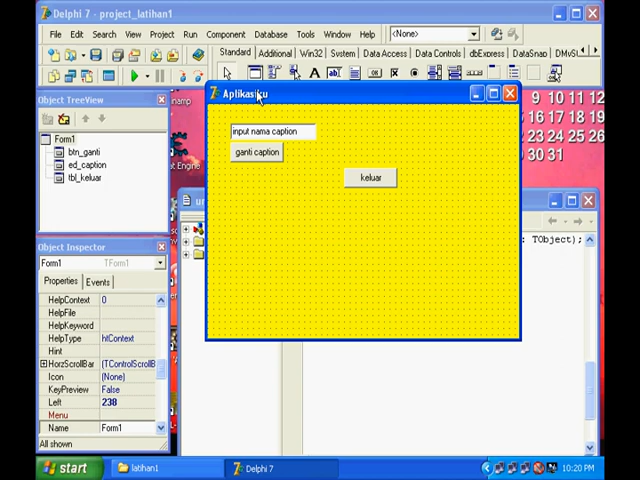 Delphi 7 - project_latihan1
File Edit Search View Project Run Component Database Tools Window Help <None>
Standard Additional Win32 System Data Access Data Controls dbExpress DataSnap
Object TreeView
Form1
btn_ganti
ed_caption
tbl_keluar
Aplikasiku
input nama caption
ganti caption
keluar
9 10 11 12
16 17 18 19
23 24 25 26
30 31
: TObject);
Object Inspector
Form1 TForm1
Properties Events
HelpContext 0
HelpFile
HelpKeyword
HelpType htContext
Hint
HorzScrollBar (TControlScrollB
Icon (None)
KeyPreview False
Left 238
Menu
Name Form1
All shown
start latihan1 Delphi 7 10:20 PM